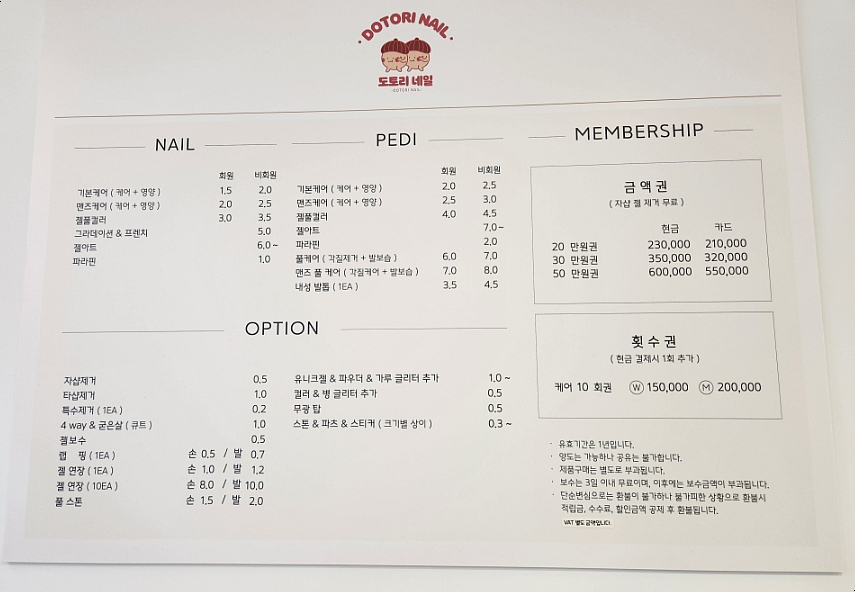 DOTORI NAIL
도토리 네일
DOTORI NAIL
NAIL
회원 비회원
기본케어 ( 케어 + 영양 ) 1.5 2.0
맨즈케어 ( 케어 + 영양 ) 2.0 2.5
젤풀컬러 3.0 3.5
그라데이션 & 프렌치 5.0
젤아트 6.0 ~
파라핀 1.0
PEDI
회원 비회원
기본케어 ( 케어 + 영양 ) 2.0 2.5
맨즈케어 ( 케어 + 영양 ) 2.5 3.0
젤풀컬러 4.0 4.5
젤아트 7.0 ~
파라핀 2.0
풀케어 ( 각질제거 + 발보습 ) 6.0 7.0
맨즈 풀 케어 ( 각질케어 + 발보습 ) 7.0 8.0
내성 발톱 ( 1EA ) 3.5 4.5
OPTION
자샵제거 0.5
타샵제거 1.0
특수제거 ( 1EA ) 0.2
4 way & 굳은살 ( 큐트 ) 1.0
젤보수 0.5
랩 핑 ( 1EA ) 손 0.5 / 발 0.7
젤 연장 ( 1EA ) 손 1.0 / 발 1.2
젤 연장 ( 10EA ) 손 8.0 / 발 10.0
풀 스톤 손 1.5 / 발 2.0
유니크젤 & 파우더 & 가루 글리터 추가 1.0 ~
컬러 & 병 글리터 추가 0.5
무광 탑 0.5
스톤 & 파츠 & 스티커 ( 크기별 상이 ) 0.3 ~
MEMBERSHIP
금 액 권
( 자샵 젤 제거 무료 )
현금 카드
20 만원권 230,000 210,000
30 만원권 350,000 320,000
50 만원권 600,000 550,000
횟 수 권
( 현금 결제시 1회 추가 )
케어 10 회권 Ⓦ 150,000 Ⓜ 200,000
· 유효기간은 1년입니다.
· 양도는 가능하나 공유는 불가합니다.
· 제품구매는 별도로 부과됩니다.
· 보수는 3일 이내 무료이며, 이후에는 보수금액이 부과됩니다.
· 단순변심으로는 환불이 불가하나 불가피한 상황으로 환불시
적립금, 수수료, 할인금액 공제 후 환불됩니다.
VAT 별도 금액입니다.